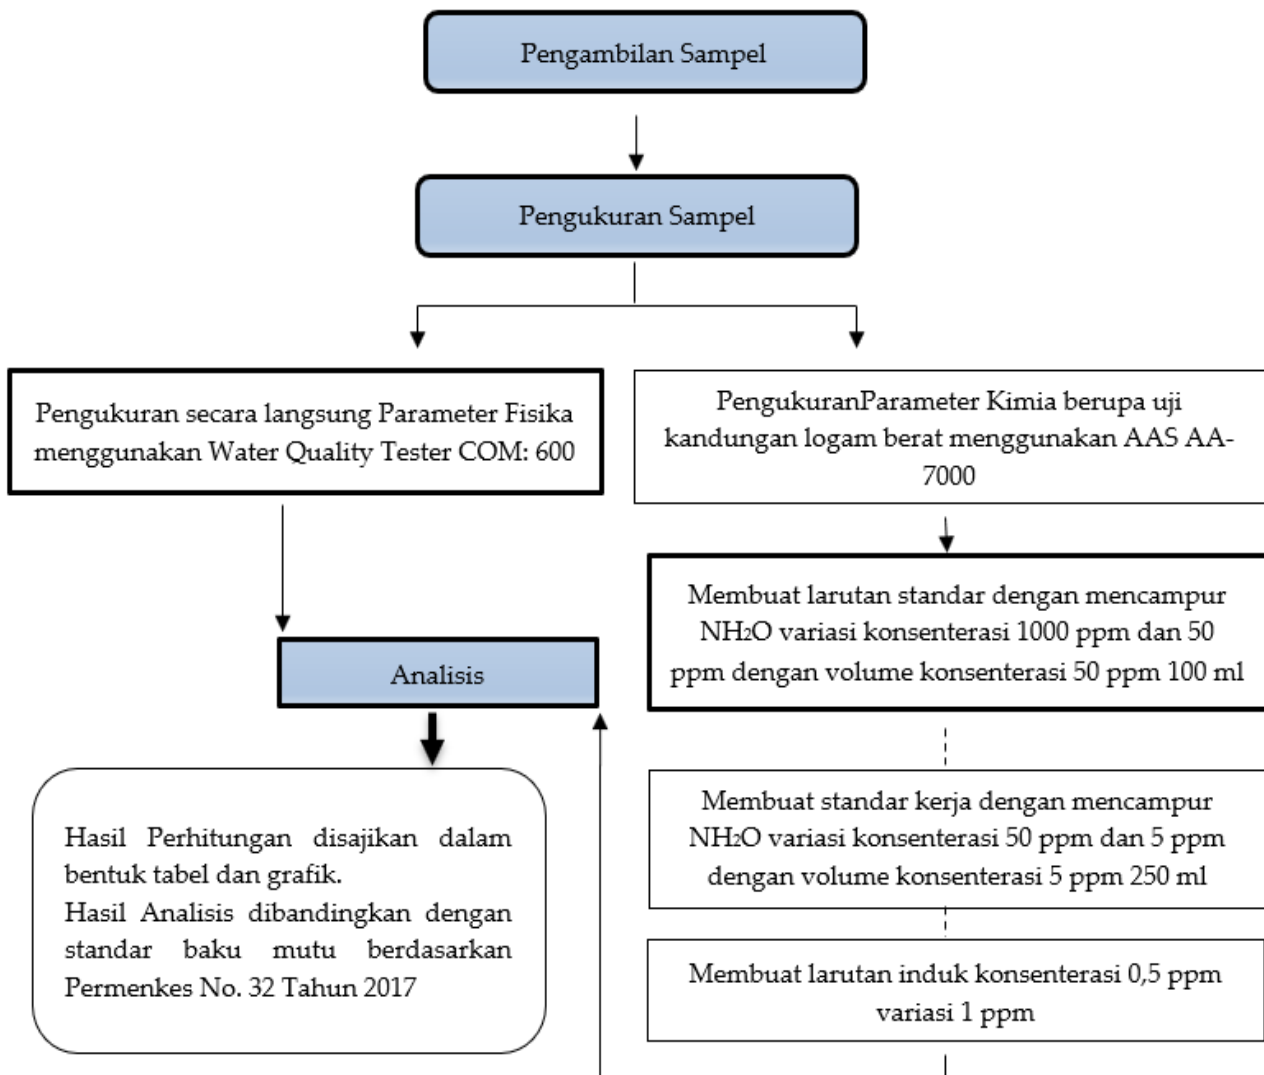 Pengambilan Sampel
Pengukuran Sampel
Pengukuran secara langsung Parameter Fisika
menggunakan Water Quality Tester COM: 600
PengukuranParameter Kimia berupa uji
kandungan logam berat menggunakan AAS AA-
7000
Membuat larutan standar dengan mencampur
NH₂O variasi konsenterasi 1000 ppm dan 50
ppm dengan volume konsenterasi 50 ppm 100 ml
Analisis
Membuat standar kerja dengan mencampur
NH₂O variasi konsenterasi 50 ppm dan 5 ppm
dengan volume konsenterasi 5 ppm 250 ml
Hasil Perhitungan disajikan dalam
bentuk tabel dan grafik.
Hasil Analisis dibandingkan dengan
standar baku mutu berdasarkan
Permenkes No. 32 Tahun 2017
Membuat larutan induk konsenterasi 0,5 ppm
variasi 1 ppm